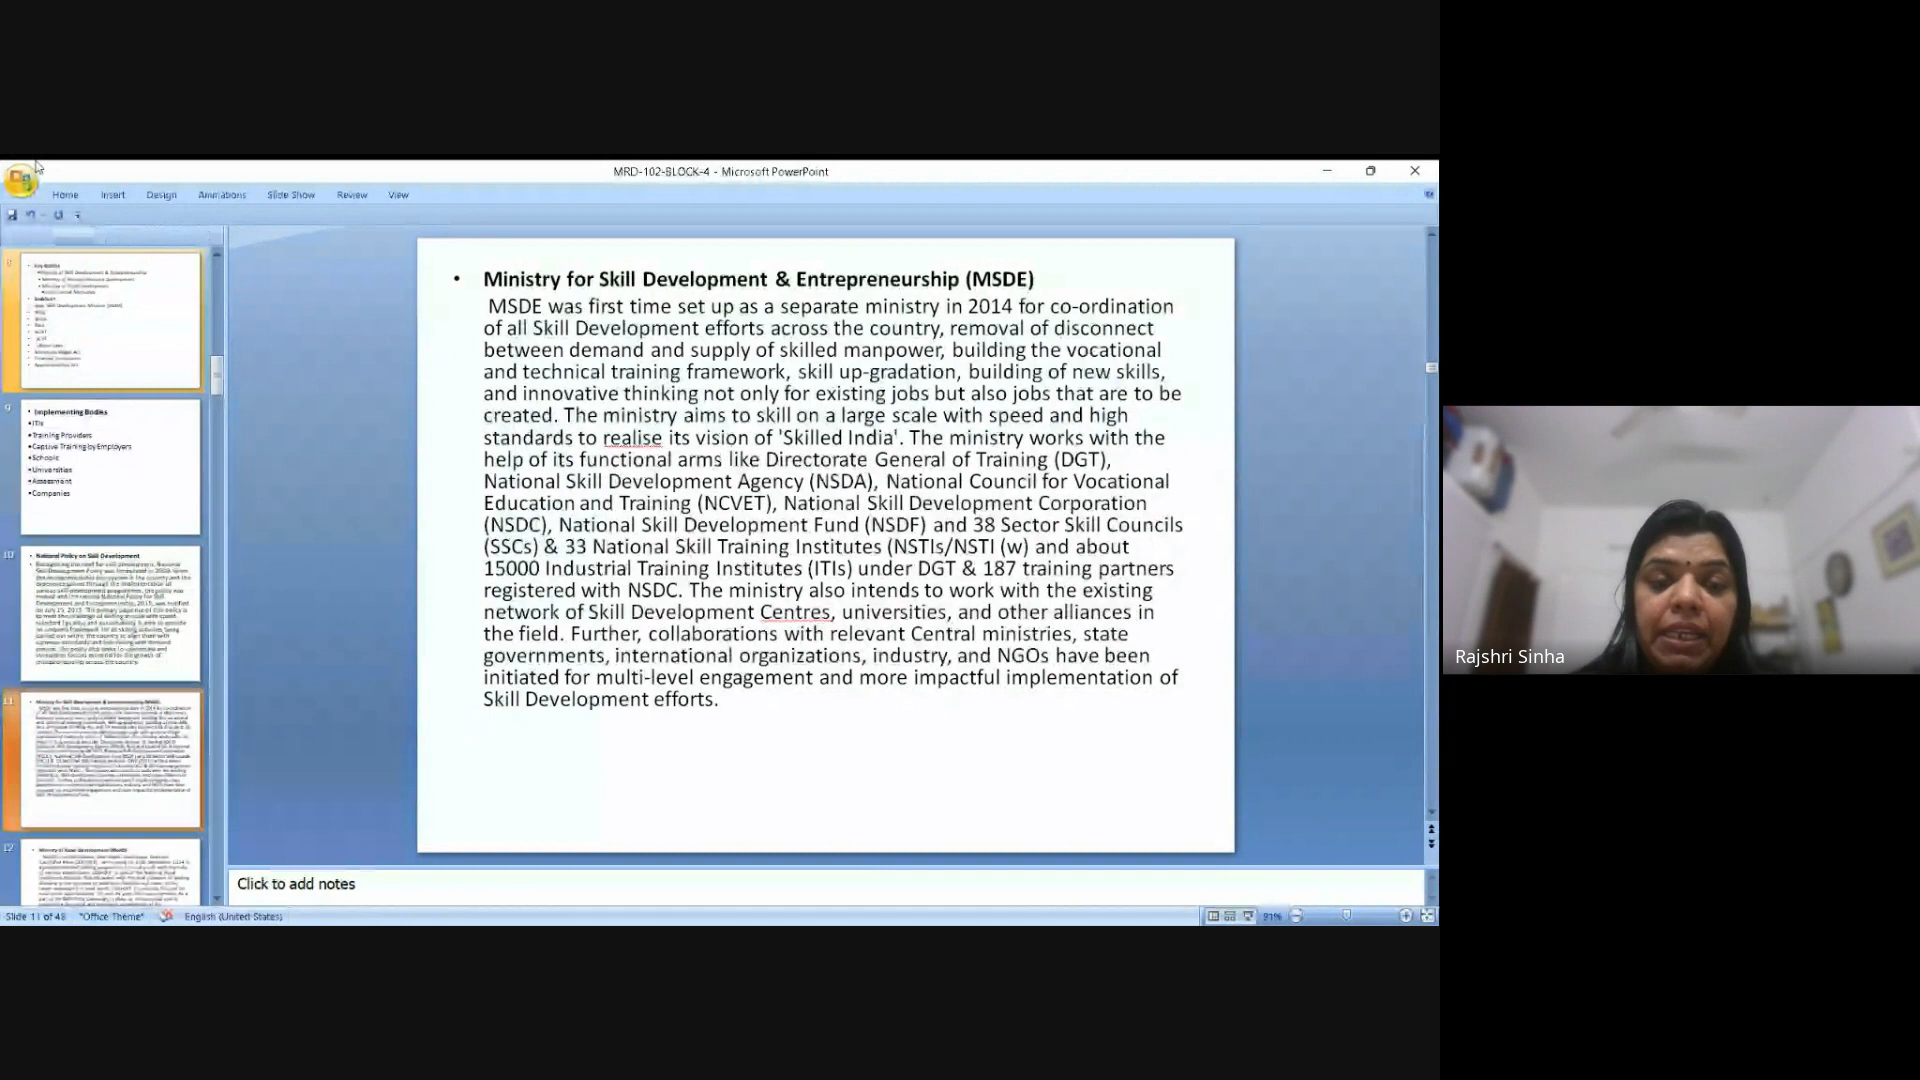 MRD-102-BLOCK-4 - Microsoft PowerPoint
Home Insert Design Animations Slide Show Review View
8
9
• Implementing Bodies
•ITIs
•Training Providers
•Captive Training by Employers
•Schools
•Universities
•Assessment
•Companies
10
• National Policy on Skill Development
11
12
• Ministry for Skill Development & Entrepreneurship (MSDE)
MSDE was first time set up as a separate ministry in 2014 for co-ordination
of all Skill Development efforts across the country, removal of disconnect
between demand and supply of skilled manpower, building the vocational
and technical training framework, skill up-gradation, building of new skills,
and innovative thinking not only for existing jobs but also jobs that are to be
created. The ministry aims to skill on a large scale with speed and high
standards to realise its vision of 'Skilled India'. The ministry works with the
help of its functional arms like Directorate General of Training (DGT),
National Skill Development Agency (NSDA), National Council for Vocational
Education and Training (NCVET), National Skill Development Corporation
(NSDC), National Skill Development Fund (NSDF) and 38 Sector Skill Councils
(SSCs) & 33 National Skill Training Institutes (NSTIs/NSTI (w) and about
15000 Industrial Training Institutes (ITIs) under DGT & 187 training partners
registered with NSDC. The ministry also intends to work with the existing
network of Skill Development Centres, universities, and other alliances in
the field. Further, collaborations with relevant Central ministries, state
governments, international organizations, industry, and NGOs have been
initiated for multi-level engagement and more impactful implementation of
Skill Development efforts.
Click to add notes
Slide 11 of 48 "Office Theme" English (United States) 91%
Rajshri Sinha